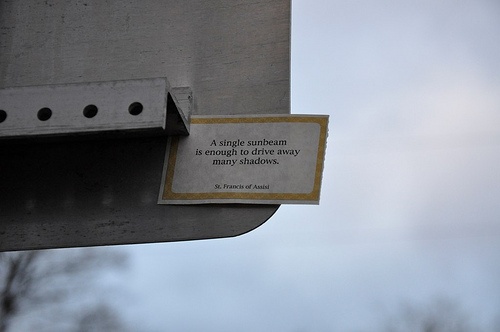 A single sunbeam
is enough to drive away
many shadows.
St. Francis of Assisi